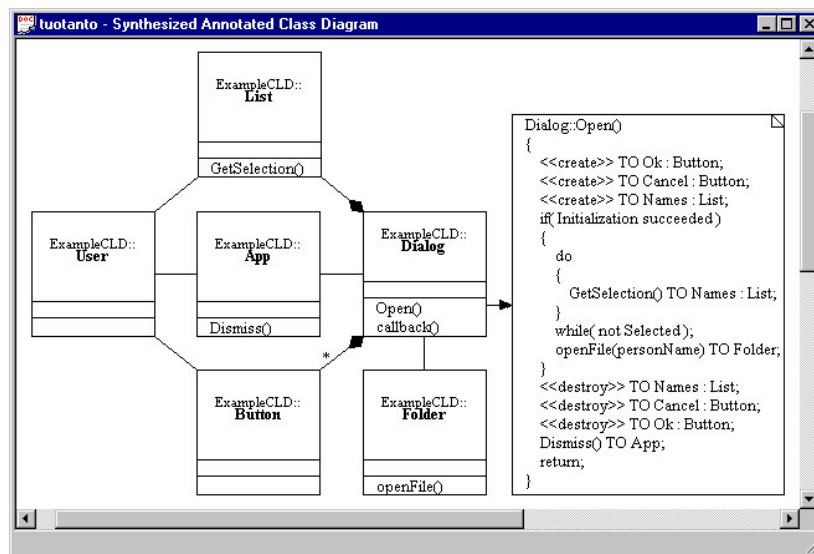 tuotanto - Synthesized Annotated Class Diagram
ExampleCLD::
List
GetSelection()
ExampleCLD::
User
ExampleCLD::
App
Dismiss()
ExampleCLD::
Dialog
Open()
callback()
*
ExampleCLD::
Button
ExampleCLD::
Folder
openFile()
Dialog::Open()
{
<<create>> TO Ok : Button;
<<create>> TO Cancel : Button;
<<create>> TO Names : List;
if( Initialization succeeded )
{
do
{
GetSelection() TO Names : List;
}
while( not Selected );
openFile(personName) TO Folder;
}
<<destroy>> TO Names : List;
<<destroy>> TO Cancel : Button;
<<destroy>> TO Ok : Button;
Dismiss() TO App;
return;
}